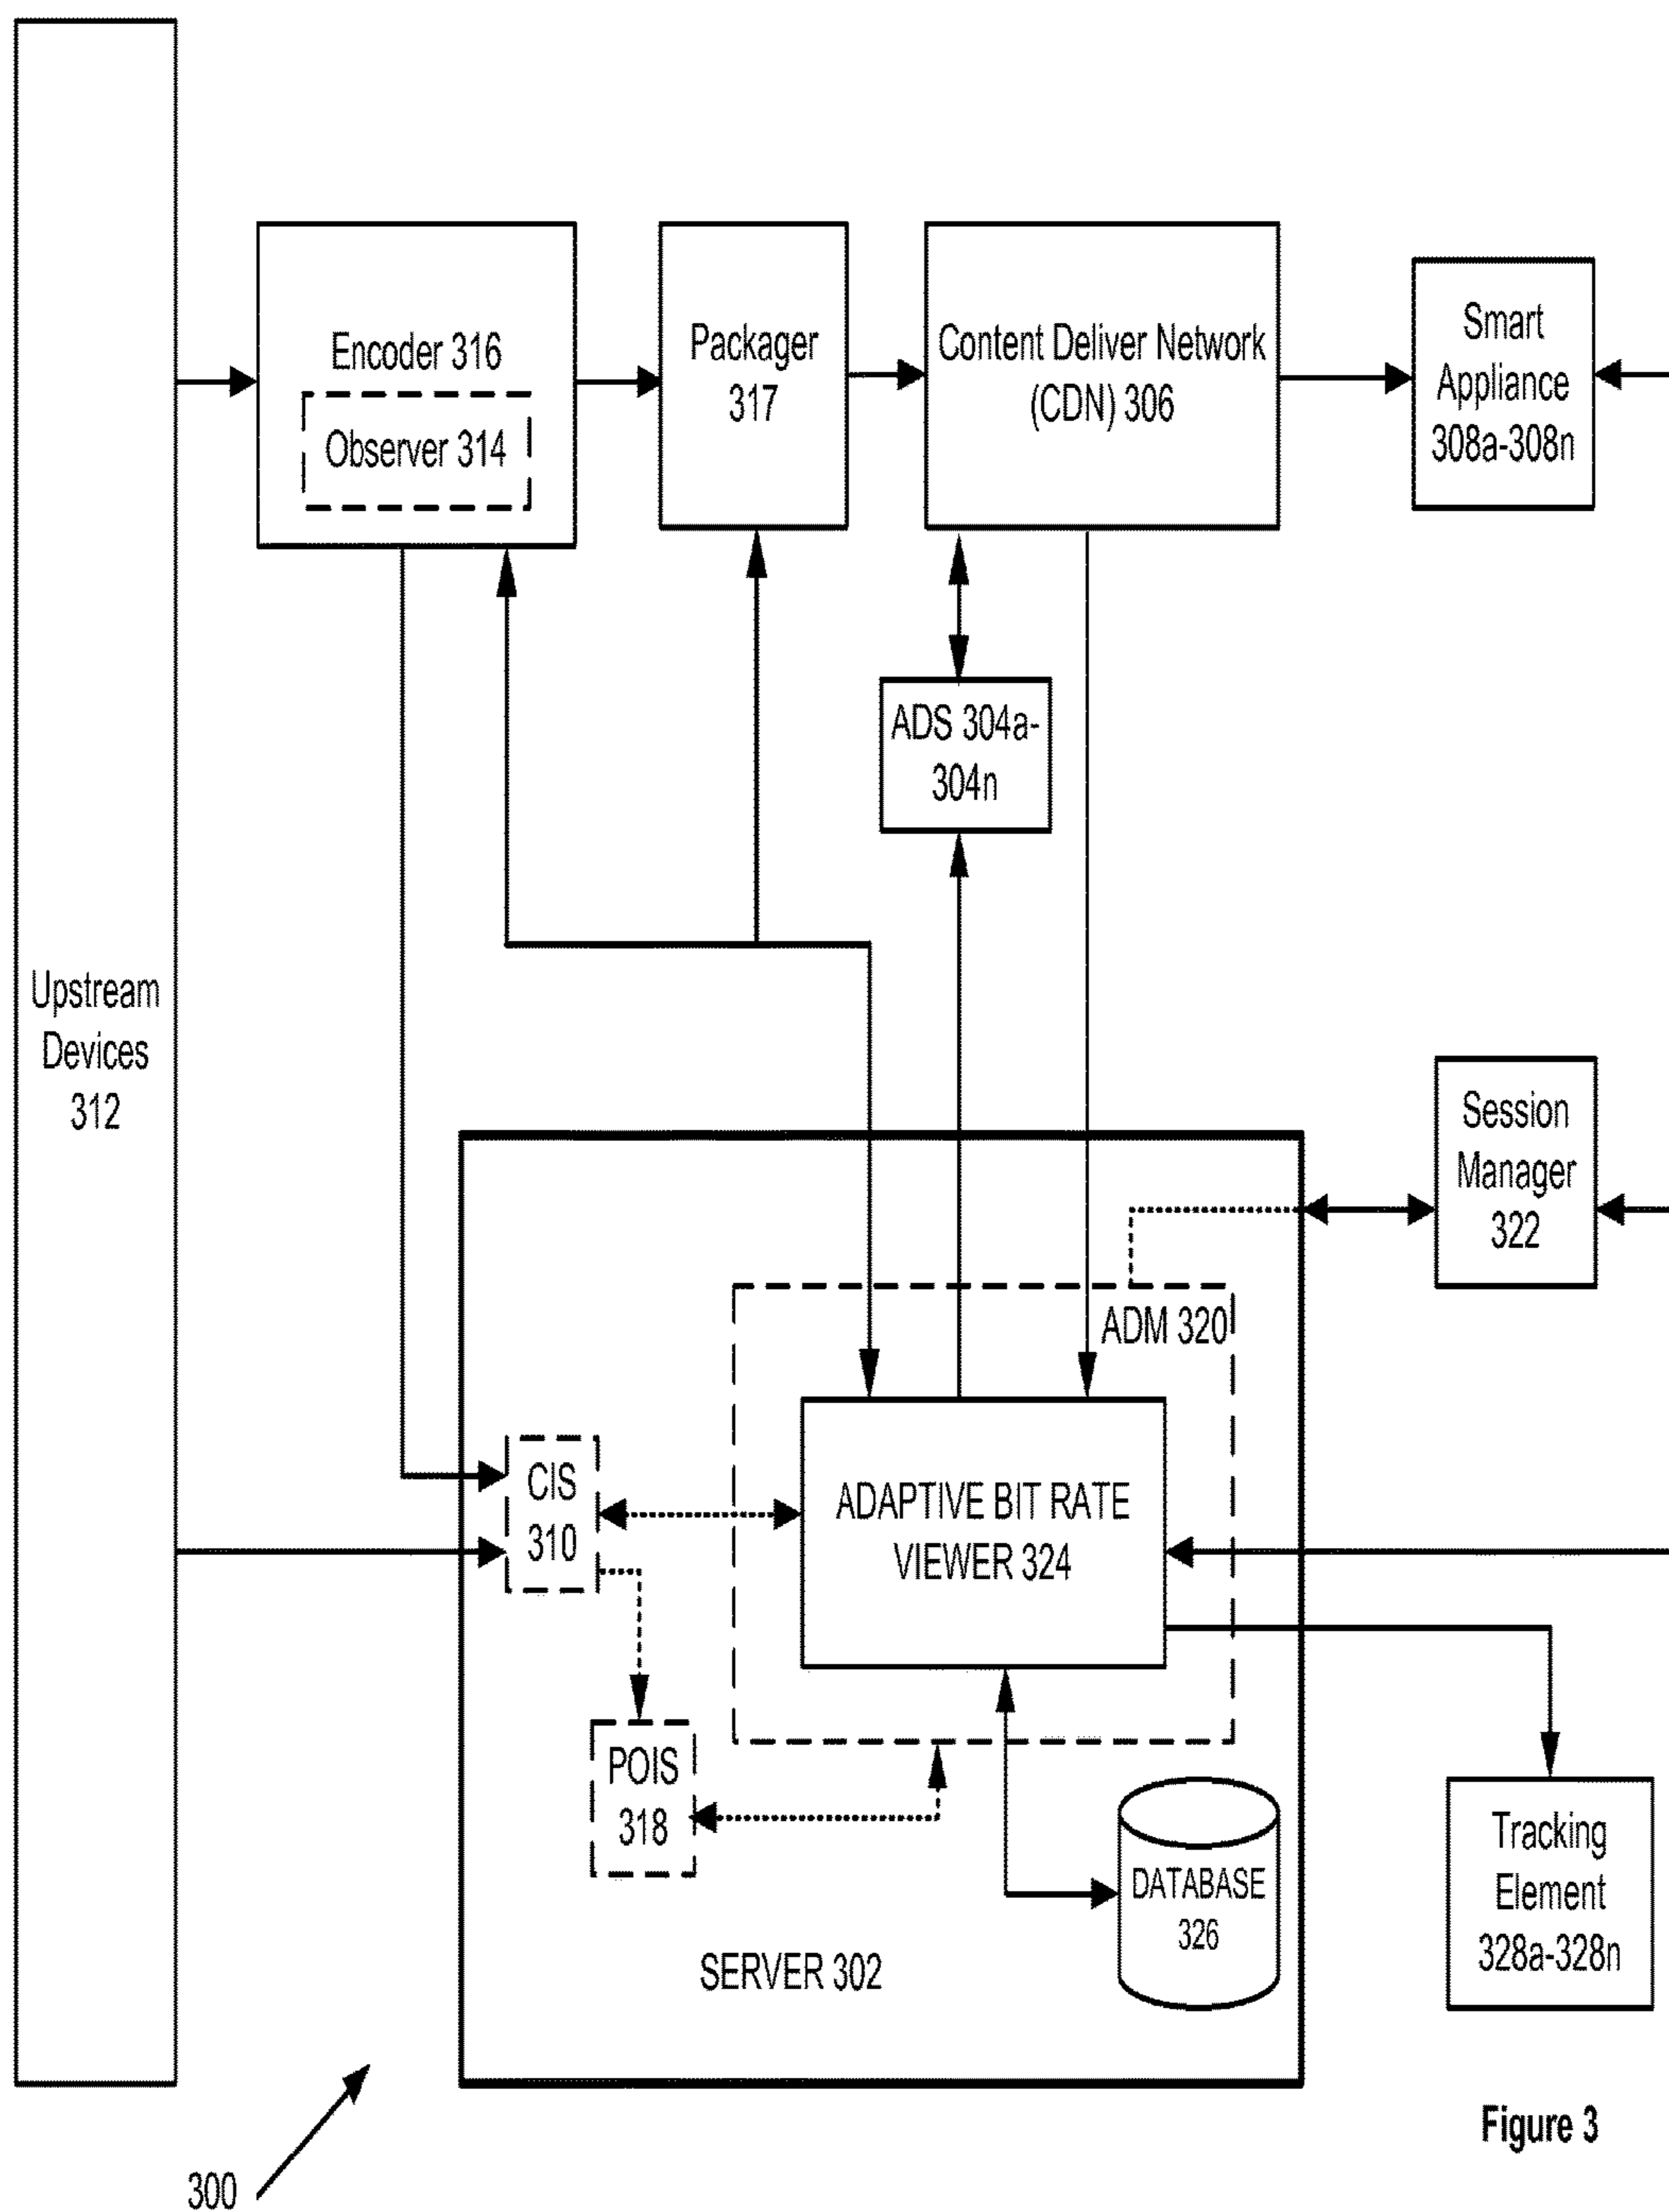 Encoder 316
Observer 314
Packager
317
Content Deliver Network
(CDN) 306
Smart
Appliance
308a-308n
ADS 304a-
304n
Upstream
Devices
312
Session
Manager
322
ADM 320
CIS
310
ADAPTIVE BIT RATE
VIEWER 324
POIS
318
DATABASE
326
Tracking
Element
328a-328n
SERVER 302
Figure 3
300